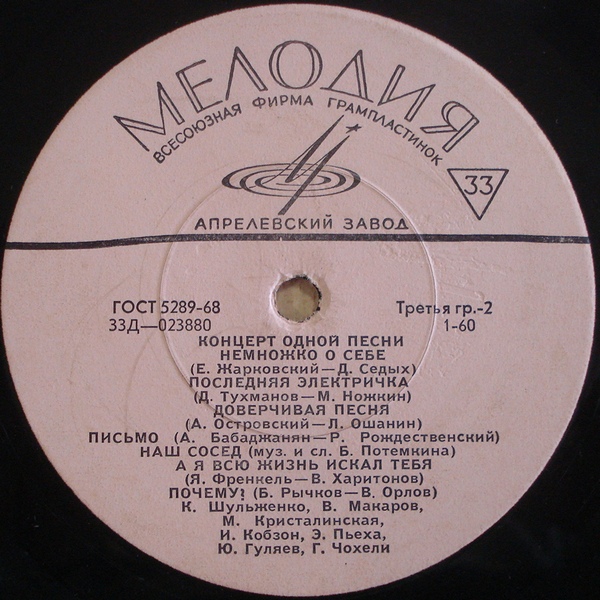 МЕЛОДИЯ
ВСЕСОЮЗНАЯ ФИРМА ГРАМПЛАСТИНОК
33
АПРЕЛЕВСКИЙ ЗАВОД
ГОСТ 5289-68 Третья гр.-2
33Д—023880 1-60
КОНЦЕРТ ОДНОЙ ПЕСНИ
НЕМНОЖКО О СЕБЕ
(Е. Жарковский—Д. Седых)
ПОСЛЕДНЯЯ ЭЛЕКТРИЧКА
(Д. Тухманов—М. Ножкин)
ДОВЕРЧИВАЯ ПЕСНЯ
(А. Островский—Л. Ошанин)
ПИСЬМО (А. Бабаджанян—Р. Рождественский)
НАШ СОСЕД (муз. и сл. Б. Потемкина)
А Я ВСЮ ЖИЗНЬ ИСКАЛ ТЕБЯ
(Я. Френкель—В. Харитонов)
ПОЧЕМУ? (Б. Рычков—В. Орлов)
К. Шульженко, В. Макаров,
М. Кристалинская,
И. Кобзон, Э. Пьеха,
Ю. Гуляев, Г. Чохели